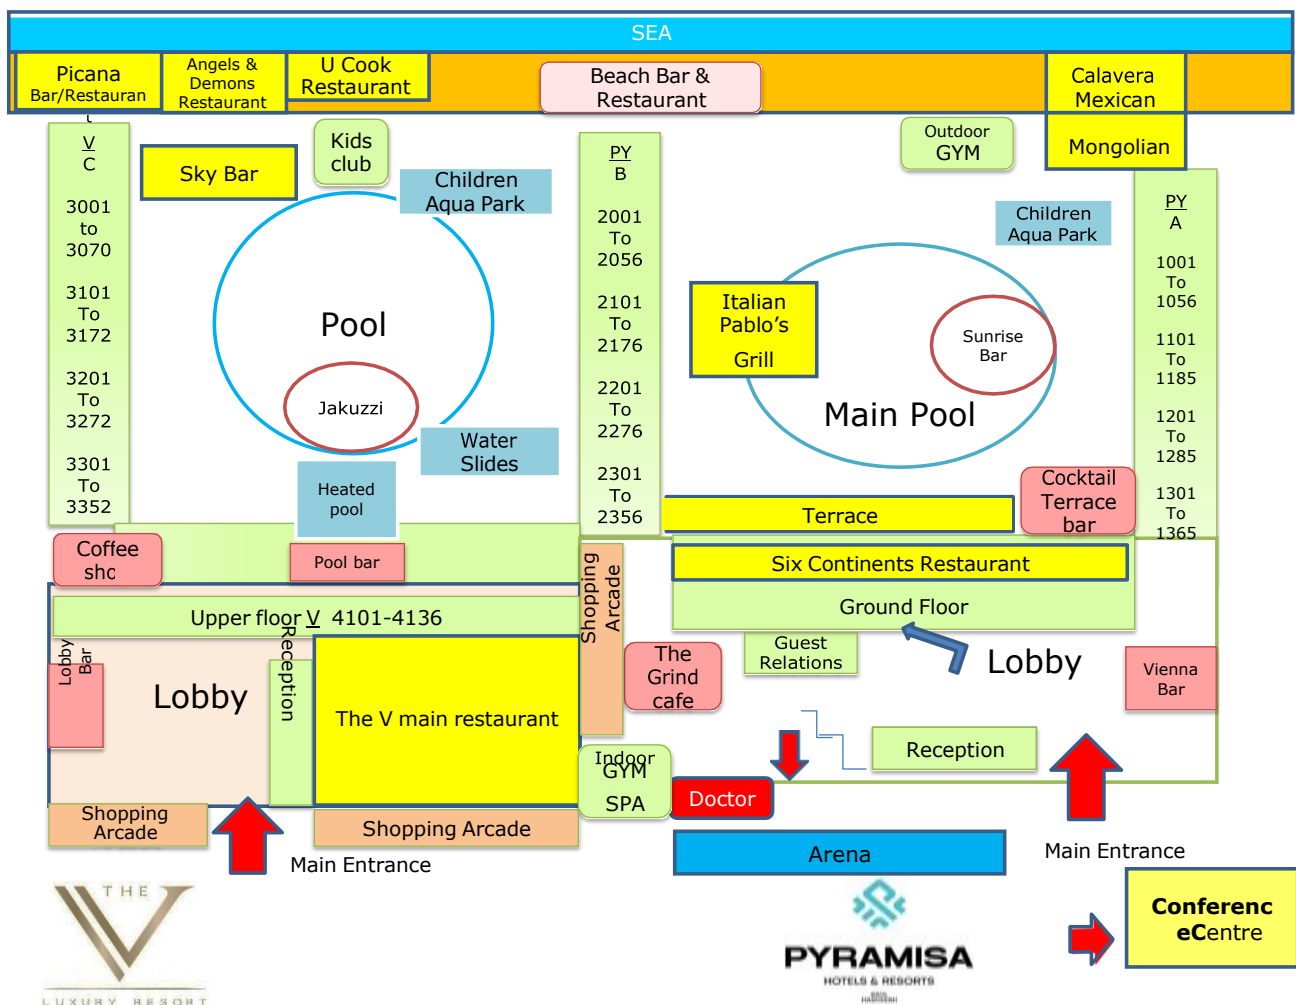 SEA
Picana
Bar/Restauran
t
Angels &
Demons
Restaurant
U Cook
Restaurant
Beach Bar &
Restaurant
Calavera
Mexican
Mongolian
V
C
3001
to
3070
3101
To
3172
3201
To
3272
3301
To
3352
Sky Bar
Kids
club
Children
Aqua Park
Pool
Jakuzzi
Water
Slides
Heated
pool
PY
B
2001
To
2056
2101
To
2176
2201
To
2276
2301
To
2356
Outdoor
GYM
Children
Aqua Park
Italian
Pablo’s
Grill
Sunrise
Bar
Main Pool
PY
A
1001
To
1056
1101
To
1185
1201
To
1285
1301
To
1365
Terrace
Cocktail
Terrace
bar
Coffee
sho
Pool bar
Shopping
Arcade
Six Continents Restaurant
Ground Floor
Upper floor V 4101-4136
Lobby
Bar
Lobby
Reception
The V main restaurant
The
Grind
cafe
Guest
Relations
Lobby
Vienna
Bar
Reception
Indoor
GYM
SPA
Doctor
Shopping
Arcade
Main Entrance
Shopping Arcade
Arena
Main Entrance
THE
V
LUXURY RESORT
PYRAMISA
HOTELS & RESORTS
SAHL
HASHEESH
Conferenc
eCentre